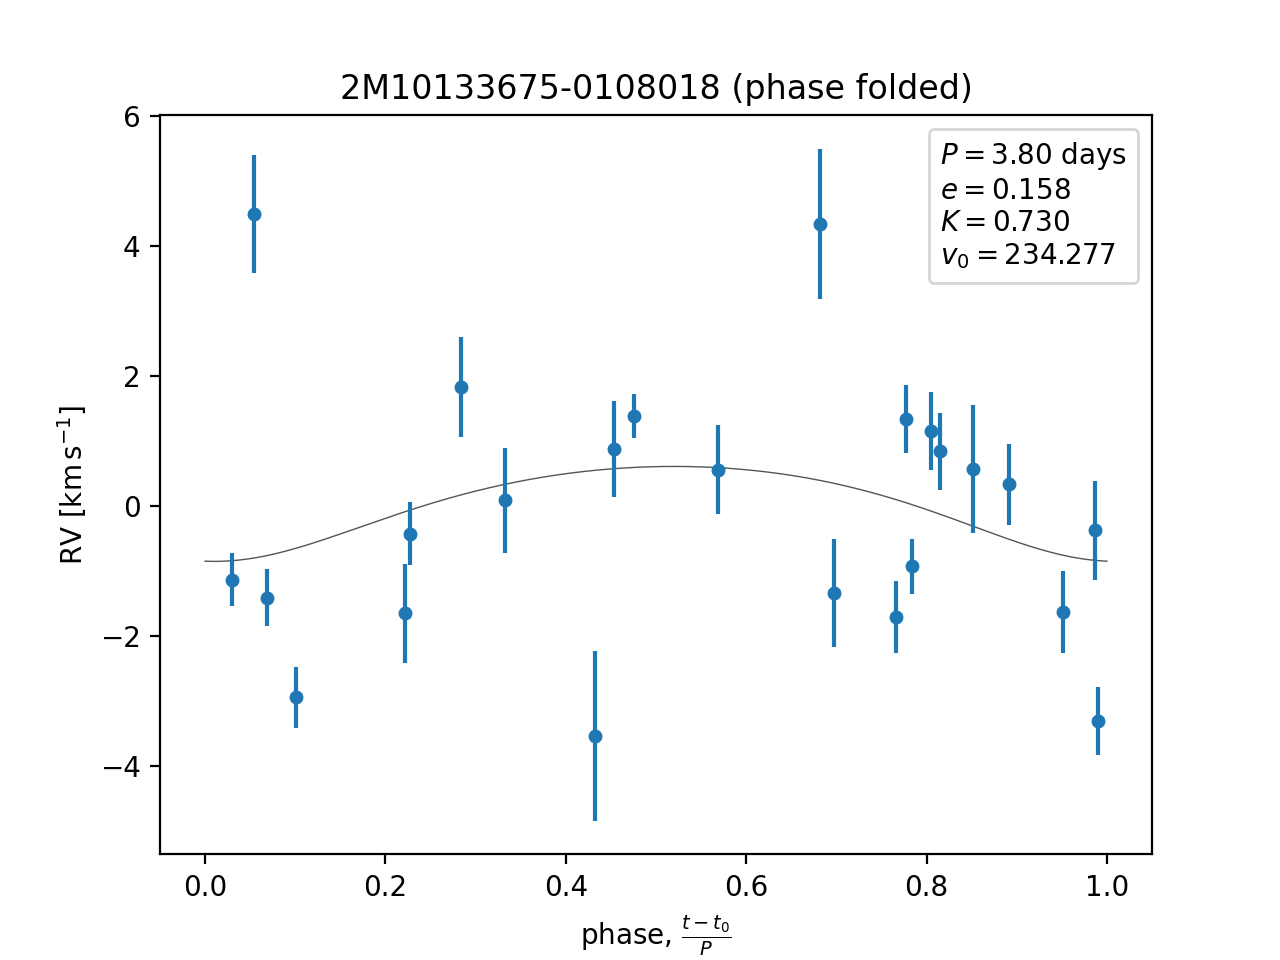 2M10133675-0108018 (phase folded)
P = 3.80 days
e = 0.158
K = 0.730
v₀ = 234.277
6
4
2
0
−2
−4
RV [km s⁻¹]
0.0 0.2 0.4 0.6 0.8 1.0
phase, (t − t₀)/P